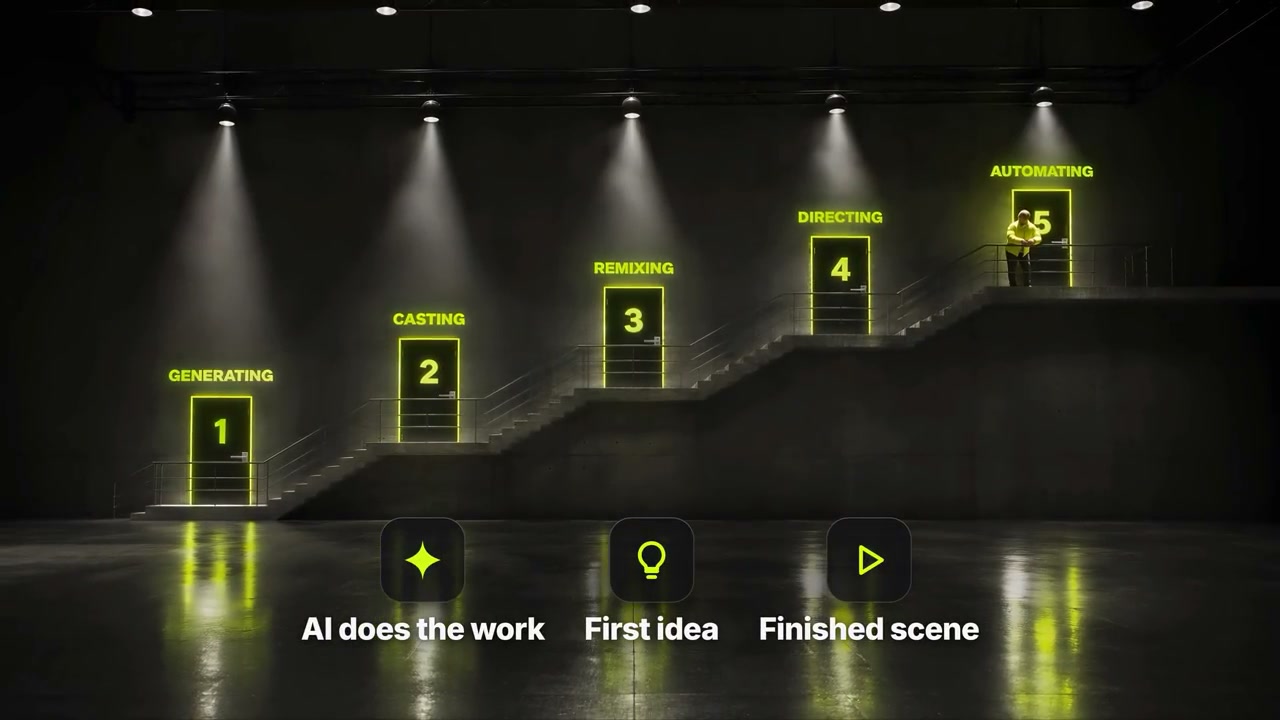 AUTOMATING
5
DIRECTING
4
REMIXING
3
CASTING
2
GENERATING
1
AI does the work
First idea
Finished scene